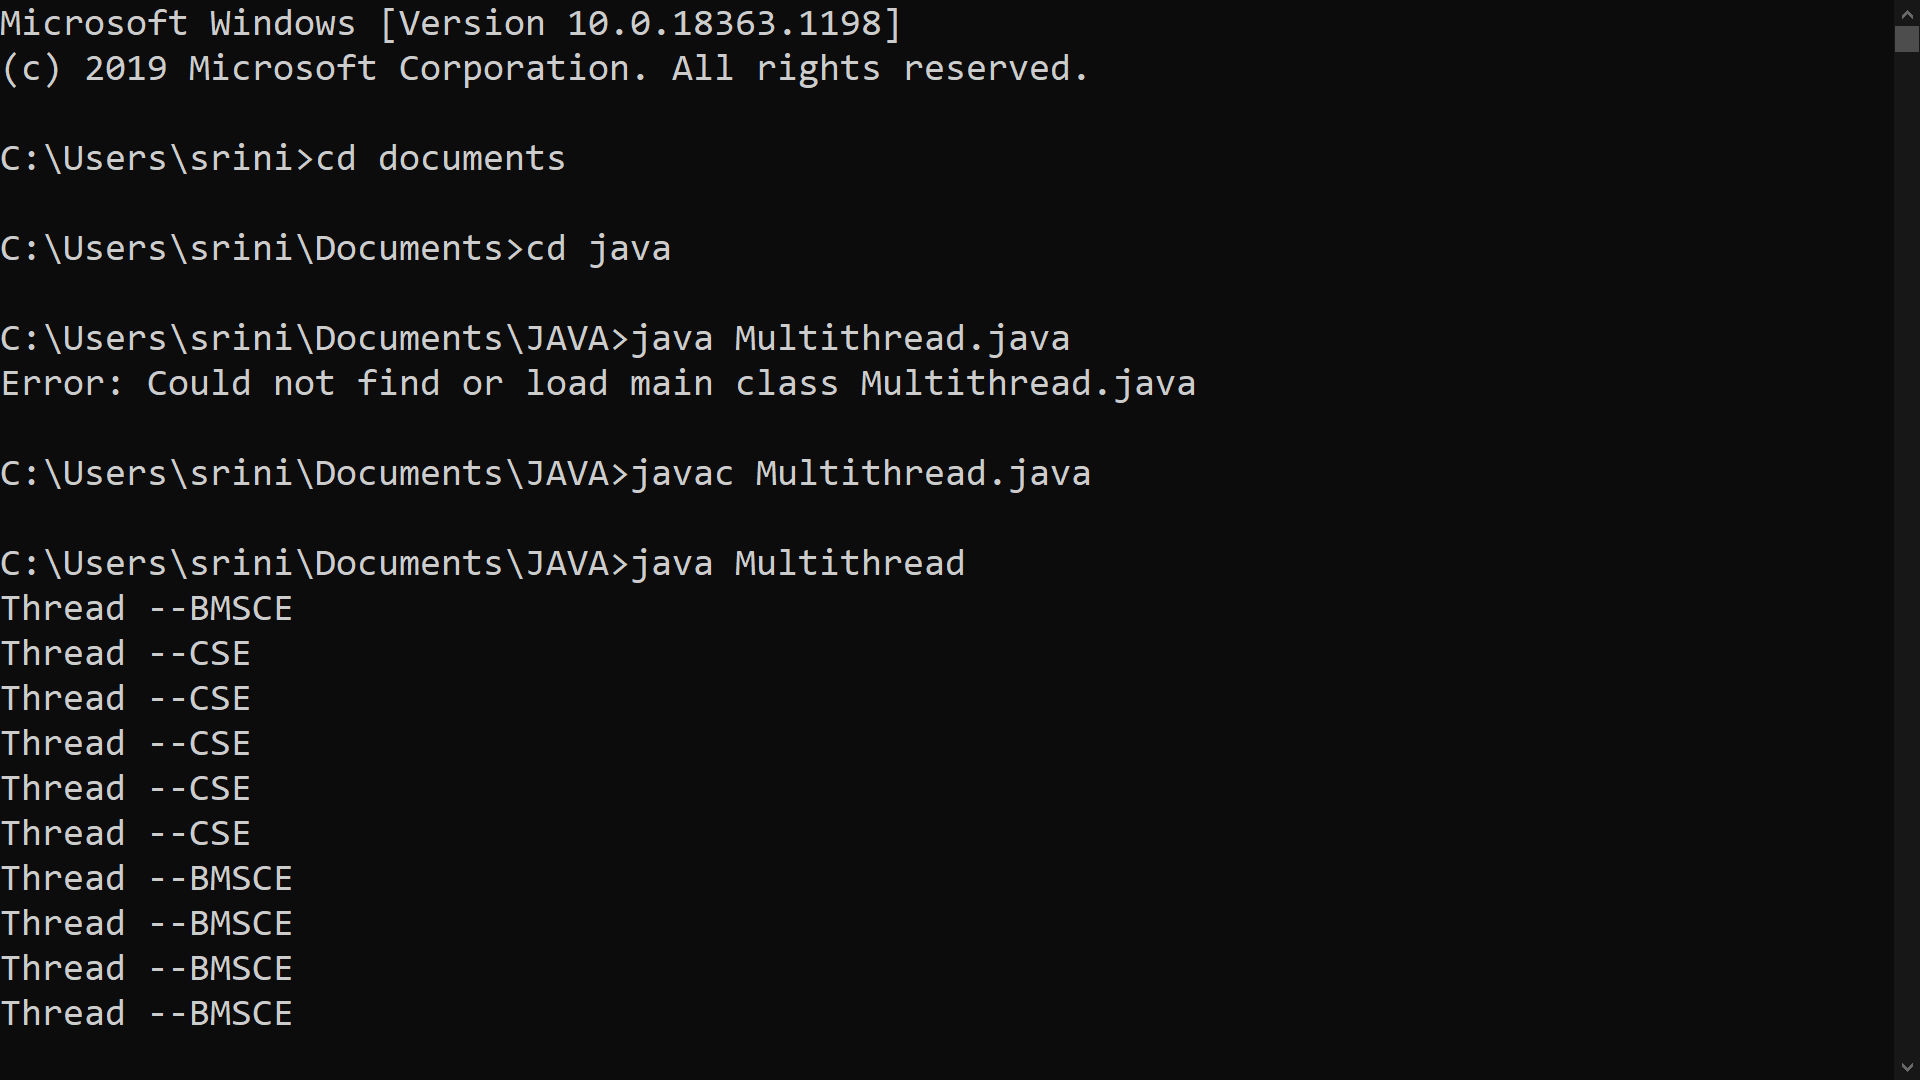 Microsoft Windows [Version 10.0.18363.1198]
(c) 2019 Microsoft Corporation. All rights reserved.
C:\Users\srini>cd documents
C:\Users\srini\Documents>cd java
C:\Users\srini\Documents\JAVA>java Multithread.java
Error: Could not find or load main class Multithread.java
C:\Users\srini\Documents\JAVA>javac Multithread.java
C:\Users\srini\Documents\JAVA>java Multithread
Thread --BMSCE
Thread --CSE
Thread --CSE
Thread --CSE
Thread --CSE
Thread --CSE
Thread --BMSCE
Thread --BMSCE
Thread --BMSCE
Thread --BMSCE